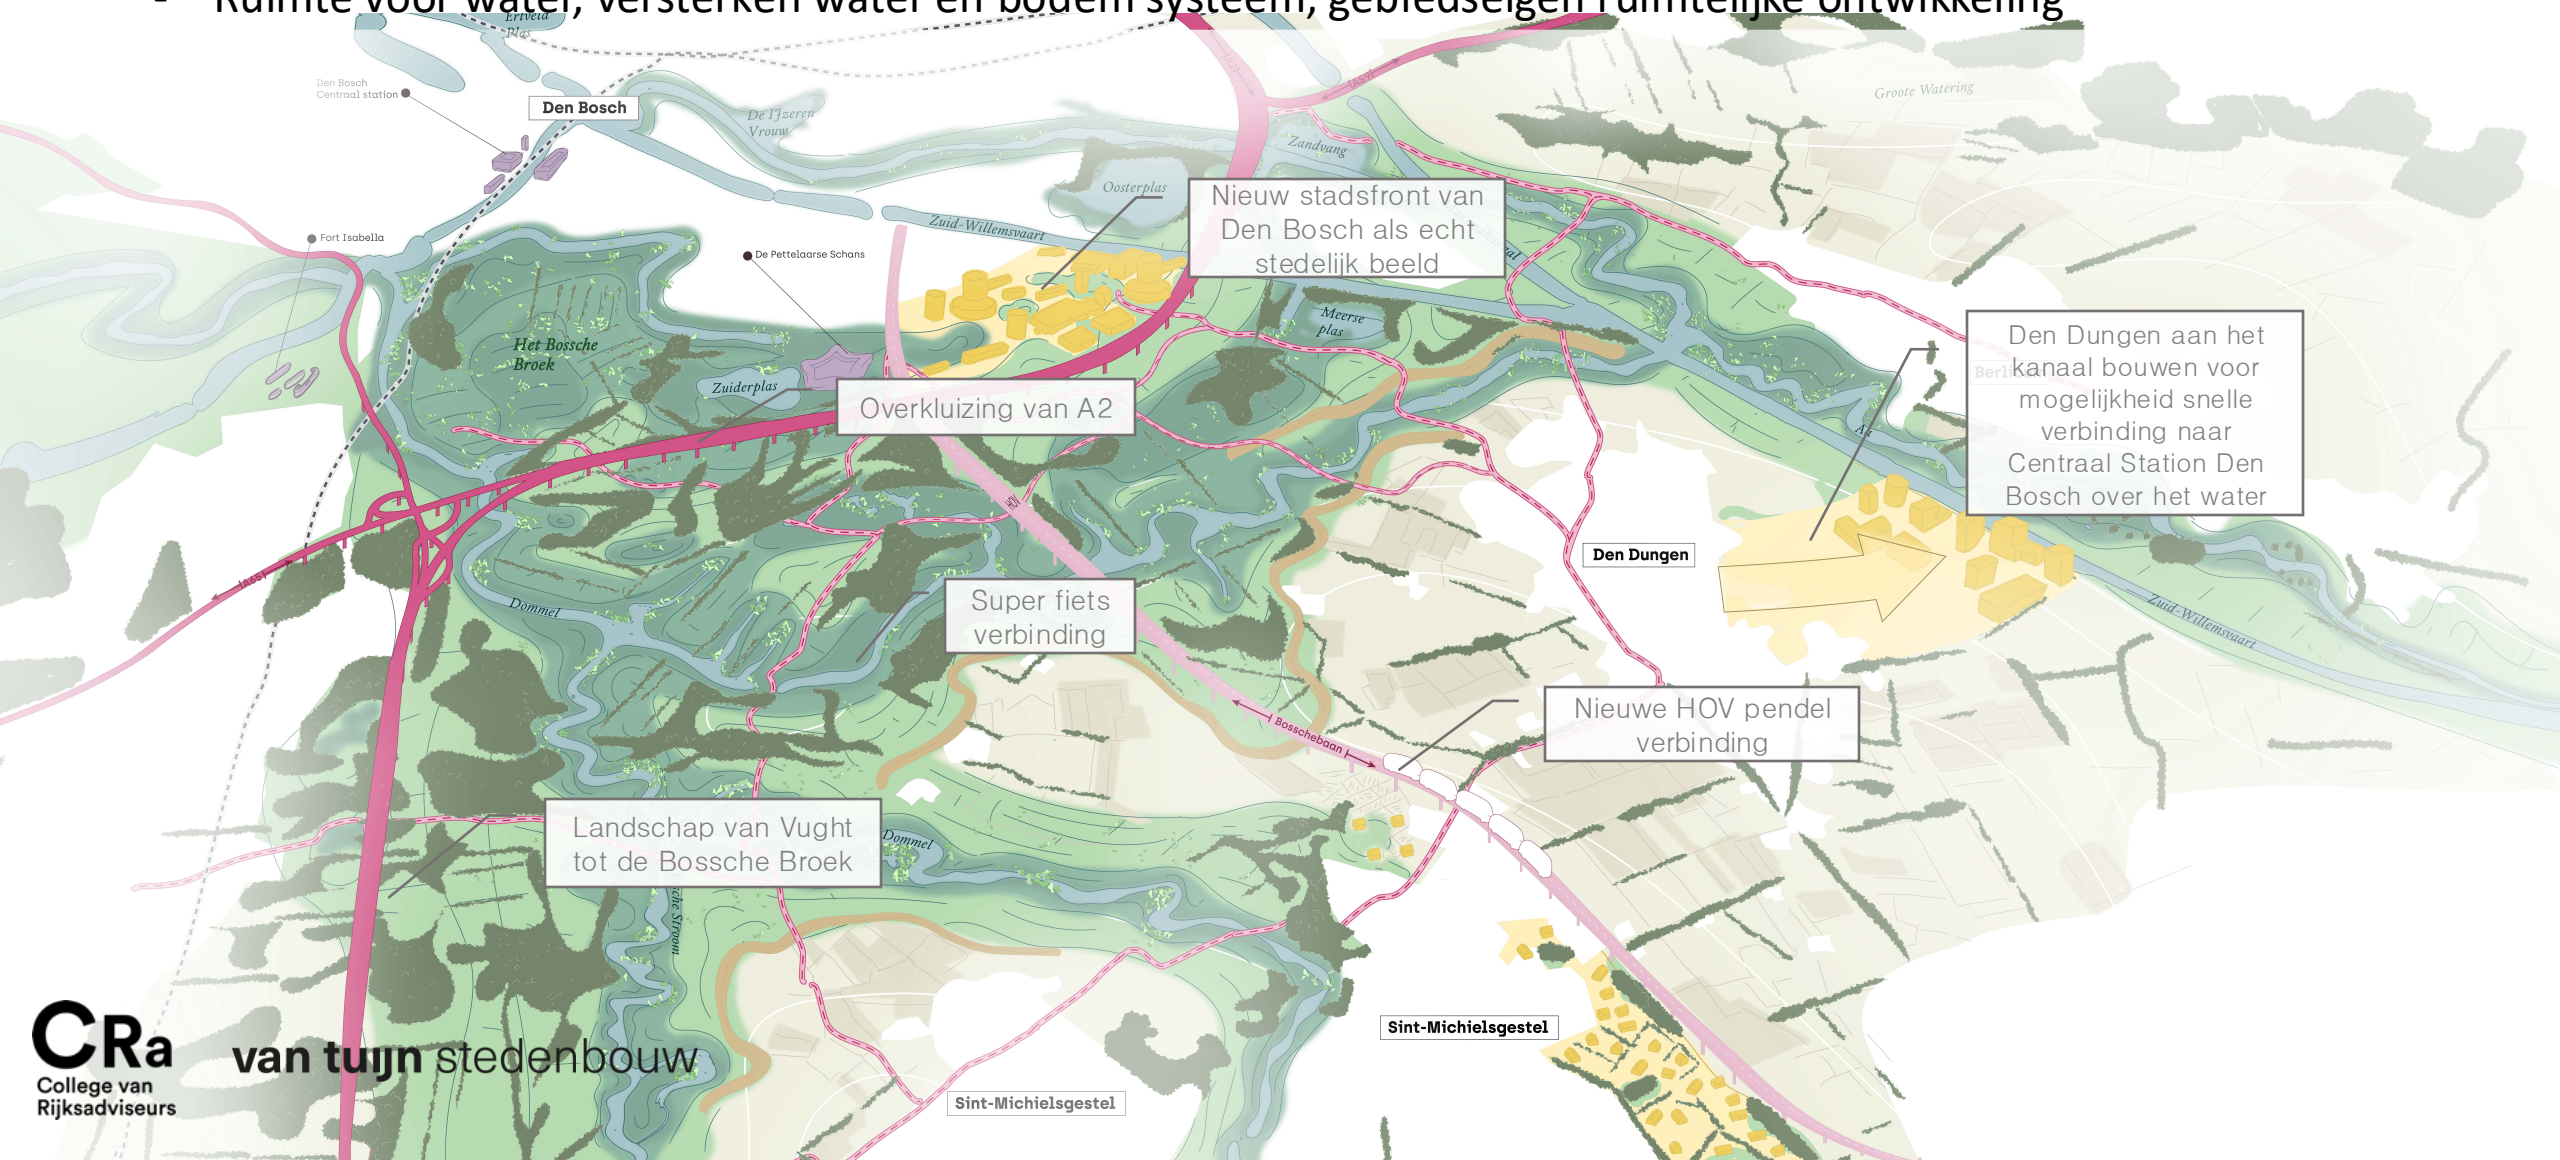 - Ruimte voor water, versterken water en bodem systeem, gebiedseigen ruimtelijke ontwikkeling
Ertveld
Plas
A2
A59
Den Bosch
Centraal station
Den Bosch
De IJzeren
Vrouw
Groote Watering
Zandvang
Oosterplas
Nieuw stadsfront van
Den Bosch als echt
stedelijk beeld
Zuid-Willemsvaart
Fort Isabella
De Pettelaarse Schans
Meerse
plas
Het Bossche
Broek
Zuiderplas
Overkluizing van A2
Den Dungen aan het
kanaal bouwen voor
mogelijkheid snelle
verbinding naar
Centraal Station Den
Bosch over het water
Aa
HOV
Den Dungen
A65
Dommel
Super fiets
verbinding
Zuid-Willemsvaart
Bosschebaan
Nieuwe HOV pendel
verbinding
Landschap van Vught
tot de Bossche Broek
Dommel
Stroom
Sint-Michielsgestel
Sint-Michielsgestel
CRa
College van
Rijksadviseurs
van tuijn stedenbouw